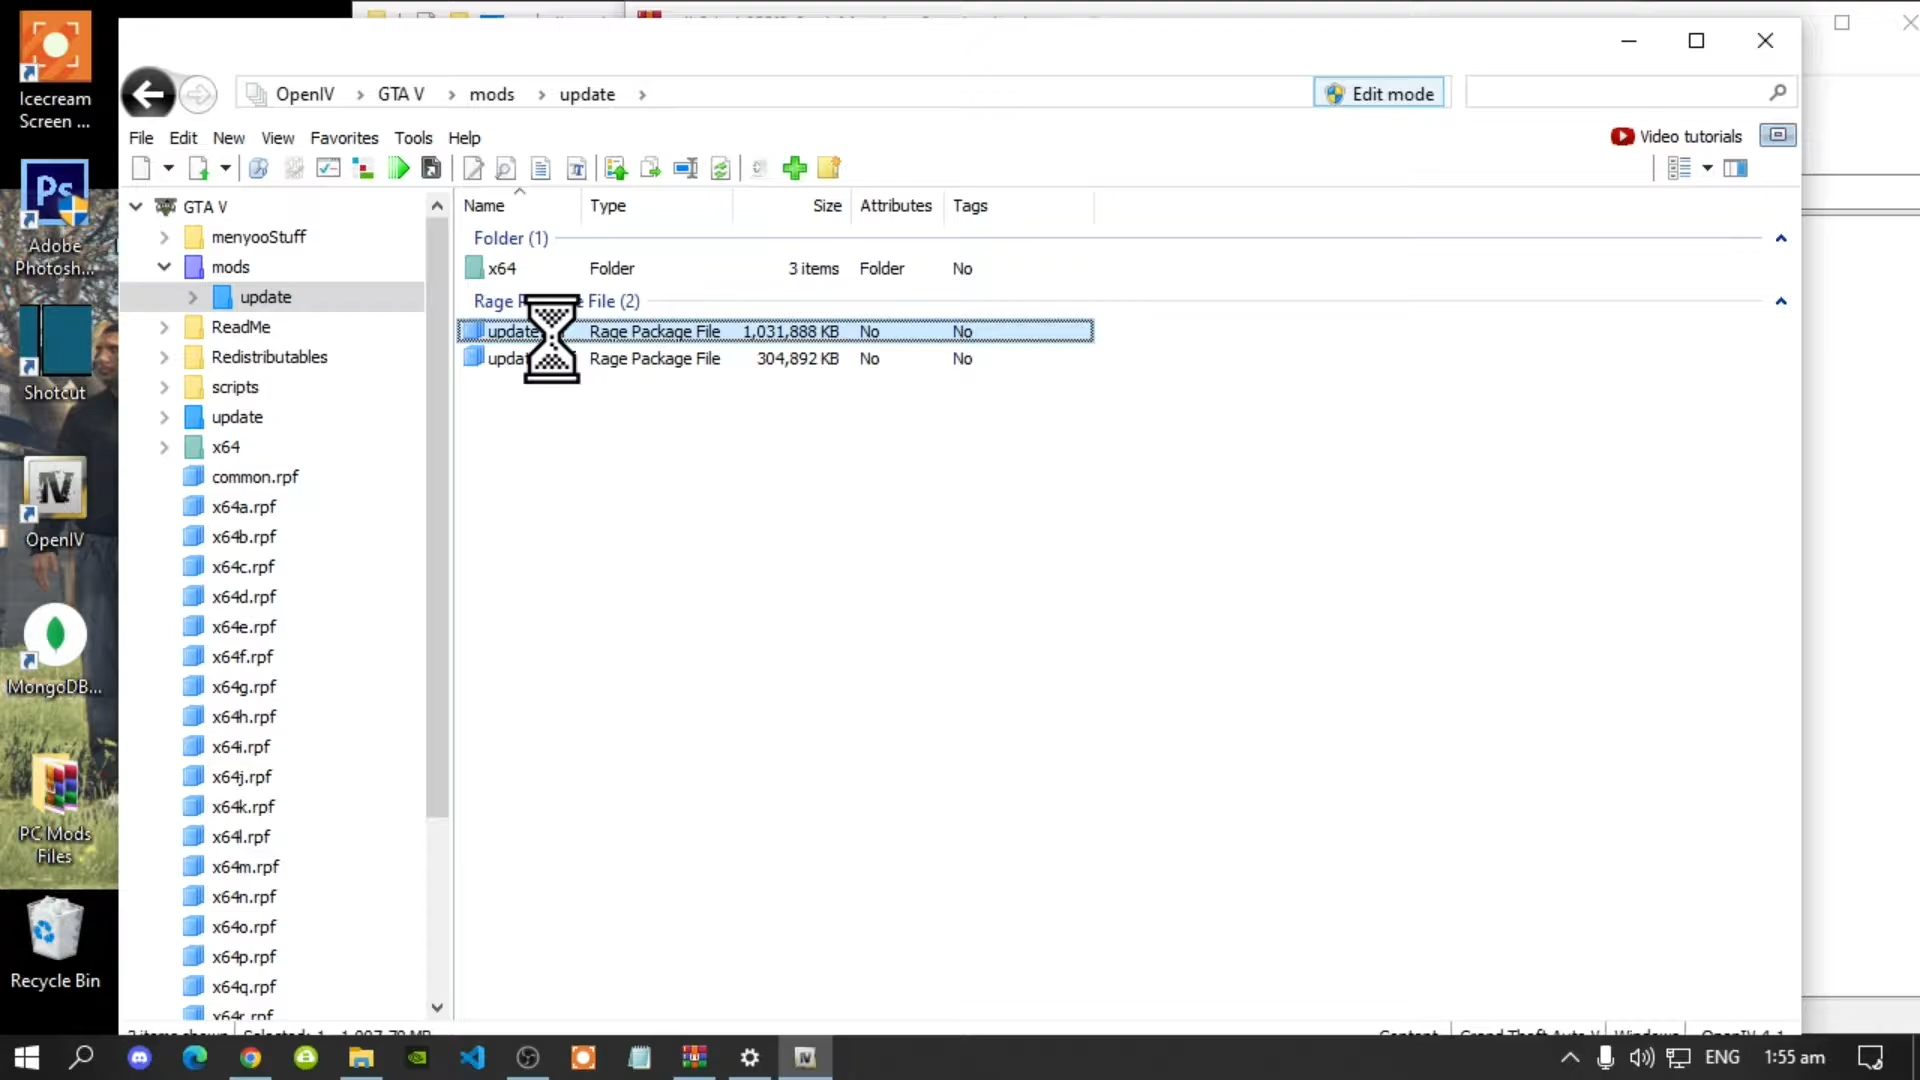 Icecream
Screen ...
Adobe
Photosh...
Shotcut
OpenIV
MongoDB...
PC Mods
Files
Recycle Bin
OpenIV > GTA V > mods > update >
Edit mode
File Edit New View Favorites Tools Help
Video tutorials
GTA V
menyooStuff
mods
update
ReadMe
Redistributables
scripts
update
x64
common.rpf
x64a.rpf
x64b.rpf
x64c.rpf
x64d.rpf
x64e.rpf
x64f.rpf
x64g.rpf
x64h.rpf
x64i.rpf
x64j.rpf
x64k.rpf
x64l.rpf
x64m.rpf
x64n.rpf
x64o.rpf
x64p.rpf
x64q.rpf
x64r.rpf
Name Type Size Attributes Tags
Folder (1)
x64 Folder 3 items Folder No
Rage File (2)
update Rage Package File 1,031,888 KB No No
Rage Package File 304,892 KB No No
ENG 1:55 am